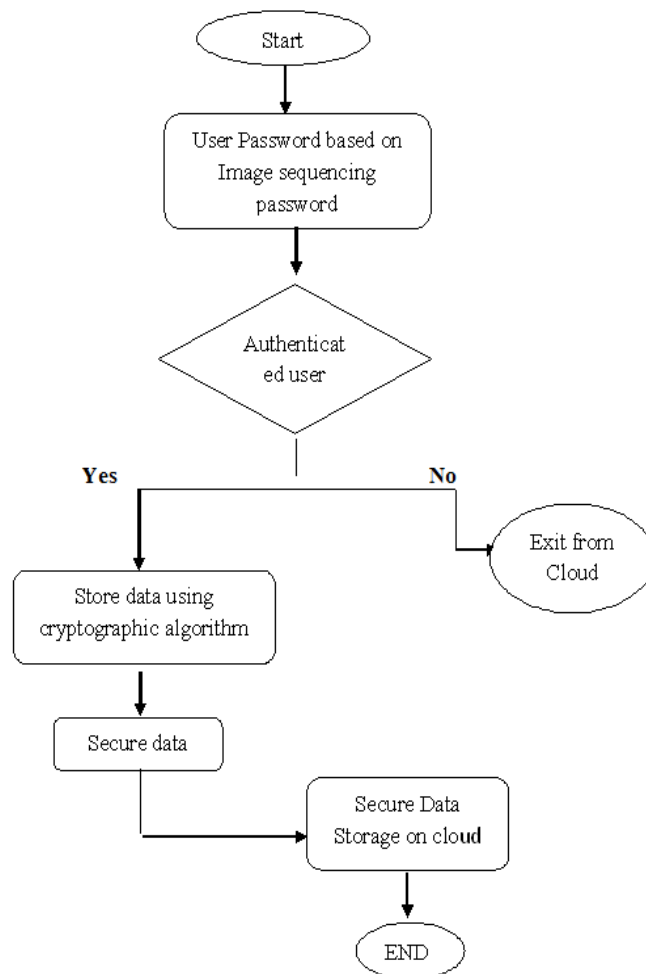 Start
User Password based on
Image sequencing
password
Authenticat
ed user
Yes
No
Exit from
Cloud
Store data using
cryptographic algorithm
Secure data
Secure Data
Storage on cloud
END